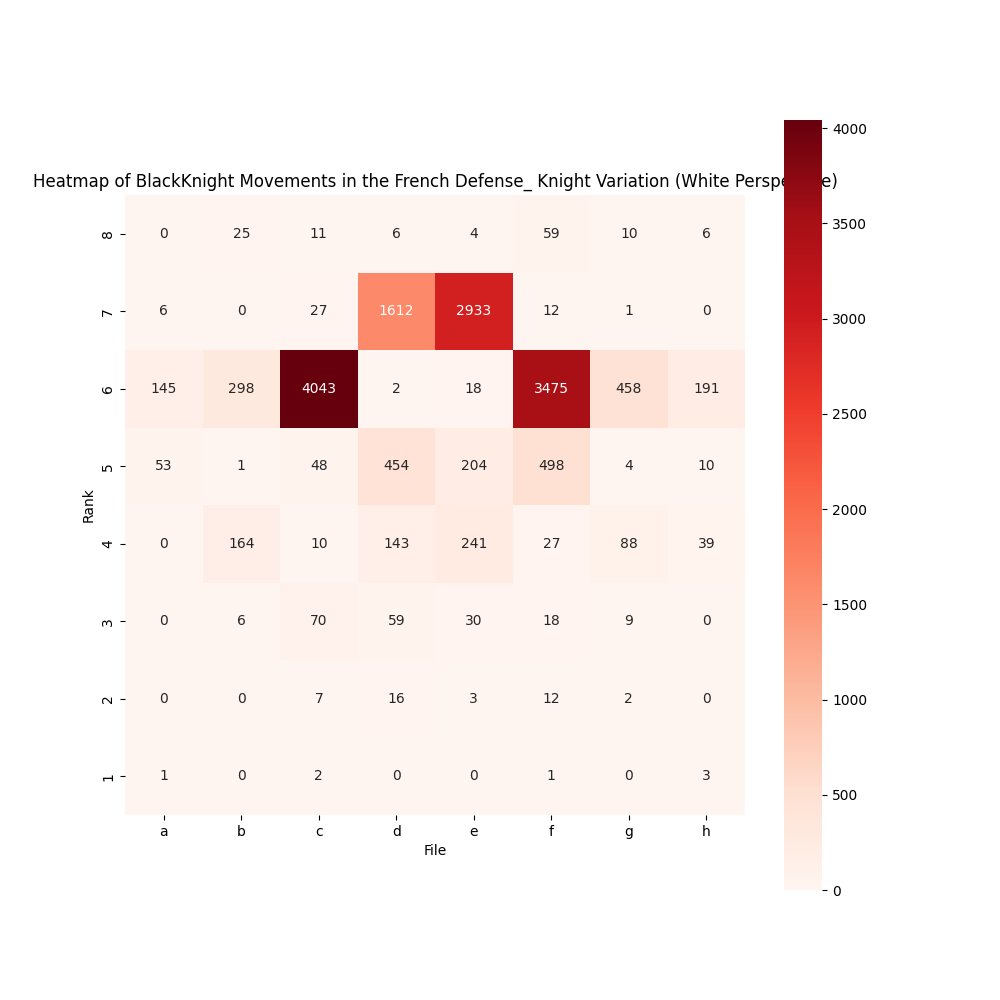 Heatmap of BlackKnight Movements in the French Defense_ Knight Variation (White Perspe e)
8 0 25 11 6 4 59 10 6
7 6 0 27 1612 2933 12 1 0
6 145 298 4043 2 18 3475 458 191
5 53 1 48 454 204 498 4 10
4 0 164 10 143 241 27 88 39
3 0 6 70 59 30 18 9 0
2 0 0 7 16 3 12 2 0
1 1 0 2 0 0 1 0 3
a b c d e f g h
File
Rank
4000
3500
3000
2500
2000
1500
1000
500
0